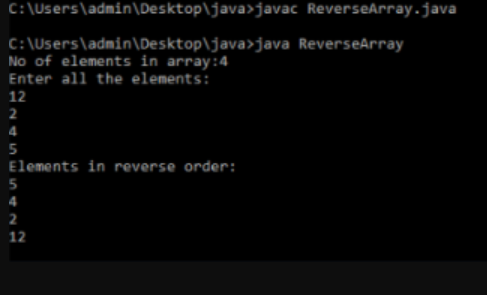 C:\Users\admin\Desktop\java>javac ReverseArray.java
C:\Users\admin\Desktop\java>java ReverseArray
No of elements in array:4
Enter all the elements:
12
2
4
5
Elements in reverse order:
5
4
2
12